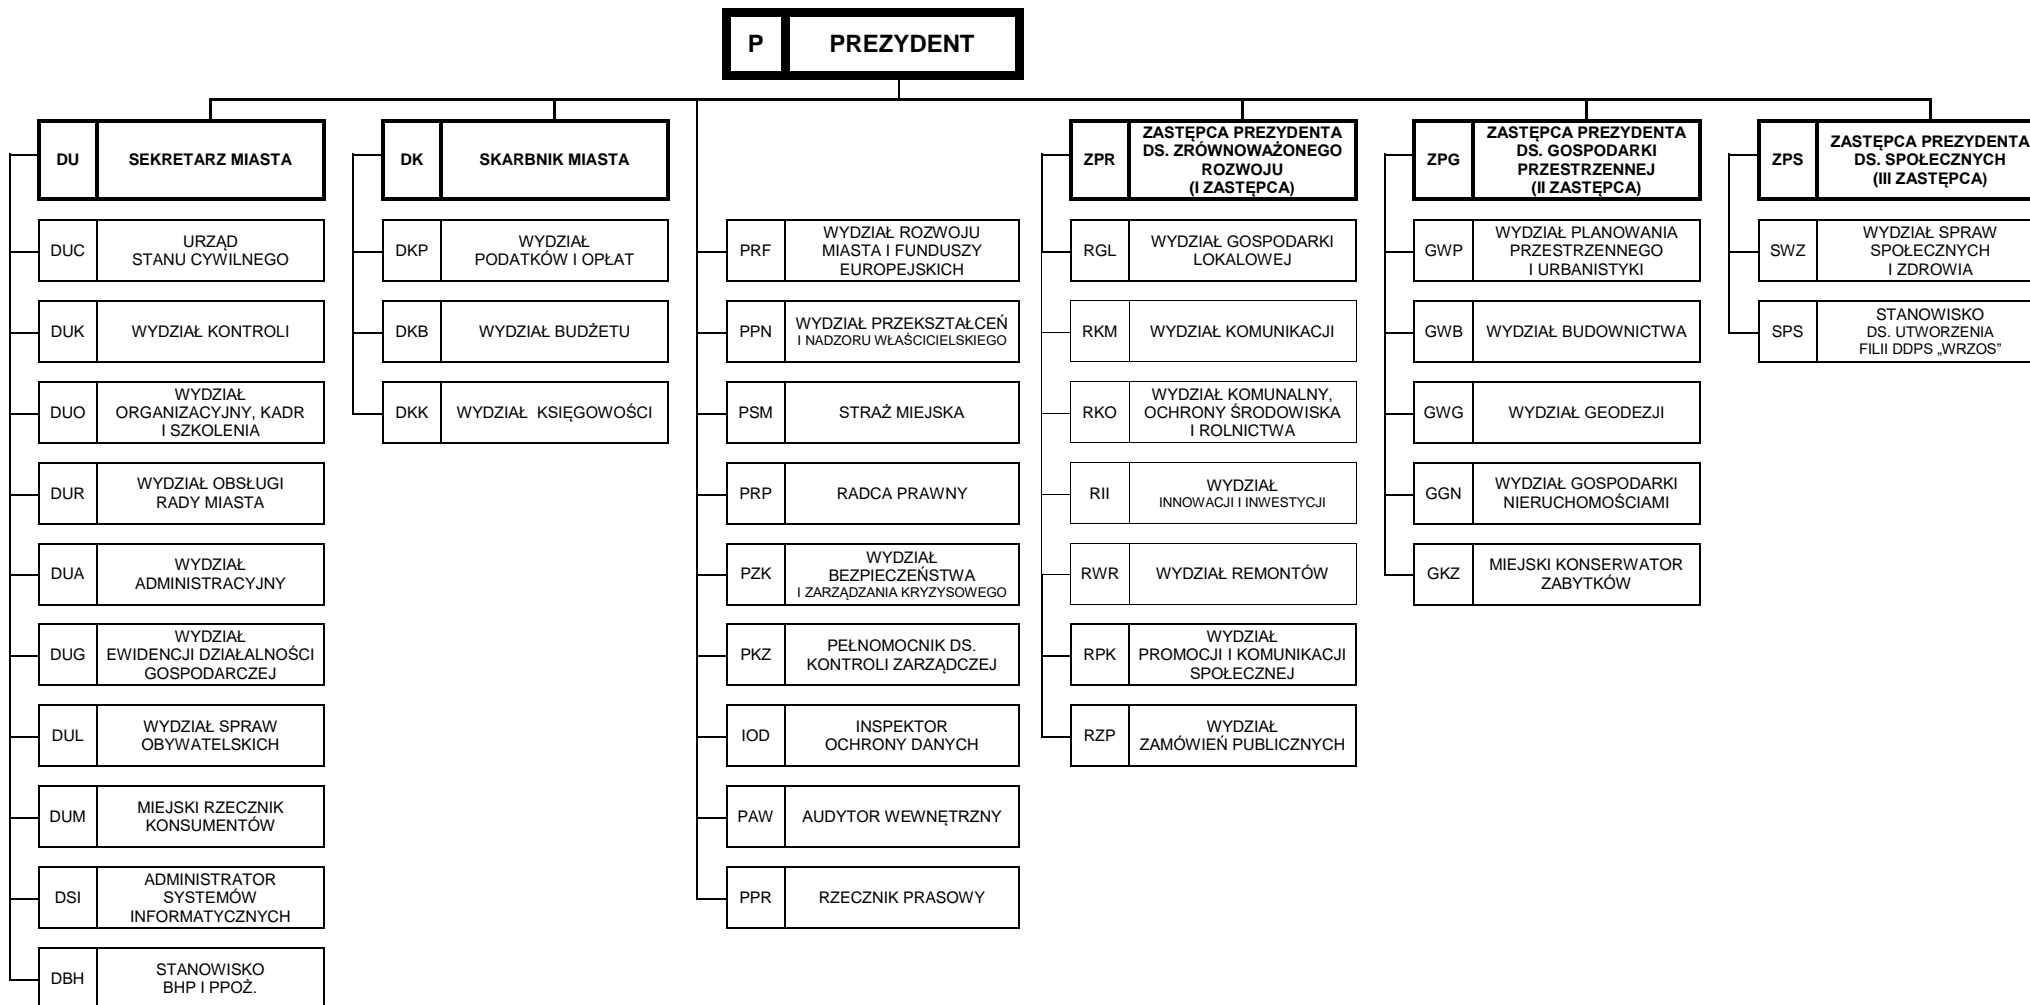 P
PREZYDENT
DU
SEKRETARZ MIASTA
DUC
URZĄD
STANU CYWILNEGO
DUK
WYDZIAŁ KONTROLI
DUO
WYDZIAŁ
ORGANIZACYJNY, KADR
I SZKOLENIA
DUR
WYDZIAŁ OBSŁUGI
RADY MIASTA
DUA
WYDZIAŁ
ADMINISTRACYJNY
DUG
WYDZIAŁ
EWIDENCJI DZIAŁALNOŚCI
GOSPODARCZEJ
DUL
WYDZIAŁ SPRAW
OBYWATELSKICH
DUM
MIEJSKI RZECZNIK
KONSUMENTÓW
DSI
ADMINISTRATOR
SYSTEMÓW
INFORMATYCZNYCH
DBH
STANOWISKO
BHP I PPOŻ.
DK
SKARBNIK MIASTA
DKP
WYDZIAŁ
PODATKÓW I OPŁAT
DKB
WYDZIAŁ BUDŻETU
DKK
WYDZIAŁ KSIĘGOWOŚCI
PRF
WYDZIAŁ ROZWOJU
MIASTA I FUNDUSZY
EUROPEJSKICH
PPN
WYDZIAŁ PRZEKSZTAŁCEŃ
I NADZORU WŁAŚCICIELSKIEGO
PSM
STRAŻ MIEJSKA
PRP
RADCA PRAWNY
PZK
WYDZIAŁ
BEZPIECZEŃSTWA
I ZARZĄDZANIA KRYZYSOWEGO
PKZ
PEŁNOMOCNIK DS.
KONTROLI ZARZĄDCZEJ
IOD
INSPEKTOR
OCHRONY DANYCH
PAW
AUDYTOR WEWNĘTRZNY
PPR
RZECZNIK PRASOWY
ZPR
ZASTĘPCA PREZYDENTA
DS. ZRÓWNOWAŻONEGO
ROZWOJU
(I ZASTĘPCA)
RGL
WYDZIAŁ GOSPODARKI
LOKALOWEJ
RKM
WYDZIAŁ KOMUNIKACJI
RKO
WYDZIAŁ KOMUNALNY,
OCHRONY ŚRODOWISKA
I ROLNICTWA
RII
WYDZIAŁ
INNOWACJI I INWESTYCJI
RWR
WYDZIAŁ REMONTÓW
RPK
WYDZIAŁ
PROMOCJI I KOMUNIKACJI
SPOŁECZNEJ
RZP
WYDZIAŁ
ZAMÓWIEŃ PUBLICZNYCH
ZPG
ZASTĘPCA PREZYDENTA
DS. GOSPODARKI
PRZESTRZENNEJ
(II ZASTĘPCA)
GWP
WYDZIAŁ PLANOWANIA
PRZESTRZENNEGO
I URBANISTYKI
GWB
WYDZIAŁ BUDOWNICTWA
GWG
WYDZIAŁ GEODEZJI
GGN
WYDZIAŁ GOSPODARKI
NIERUCHOMOŚCIAMI
GKZ
MIEJSKI KONSERWATOR
ZABYTKÓW
ZPS
ZASTĘPCA PREZYDENTA
DS. SPOŁECZNYCH
(III ZASTĘPCA)
SWZ
WYDZIAŁ SPRAW
SPOŁECZNYCH
I ZDROWIA
SPS
STANOWISKO
DS. UTWORZENIA
FILII DDPS „WRZOS”